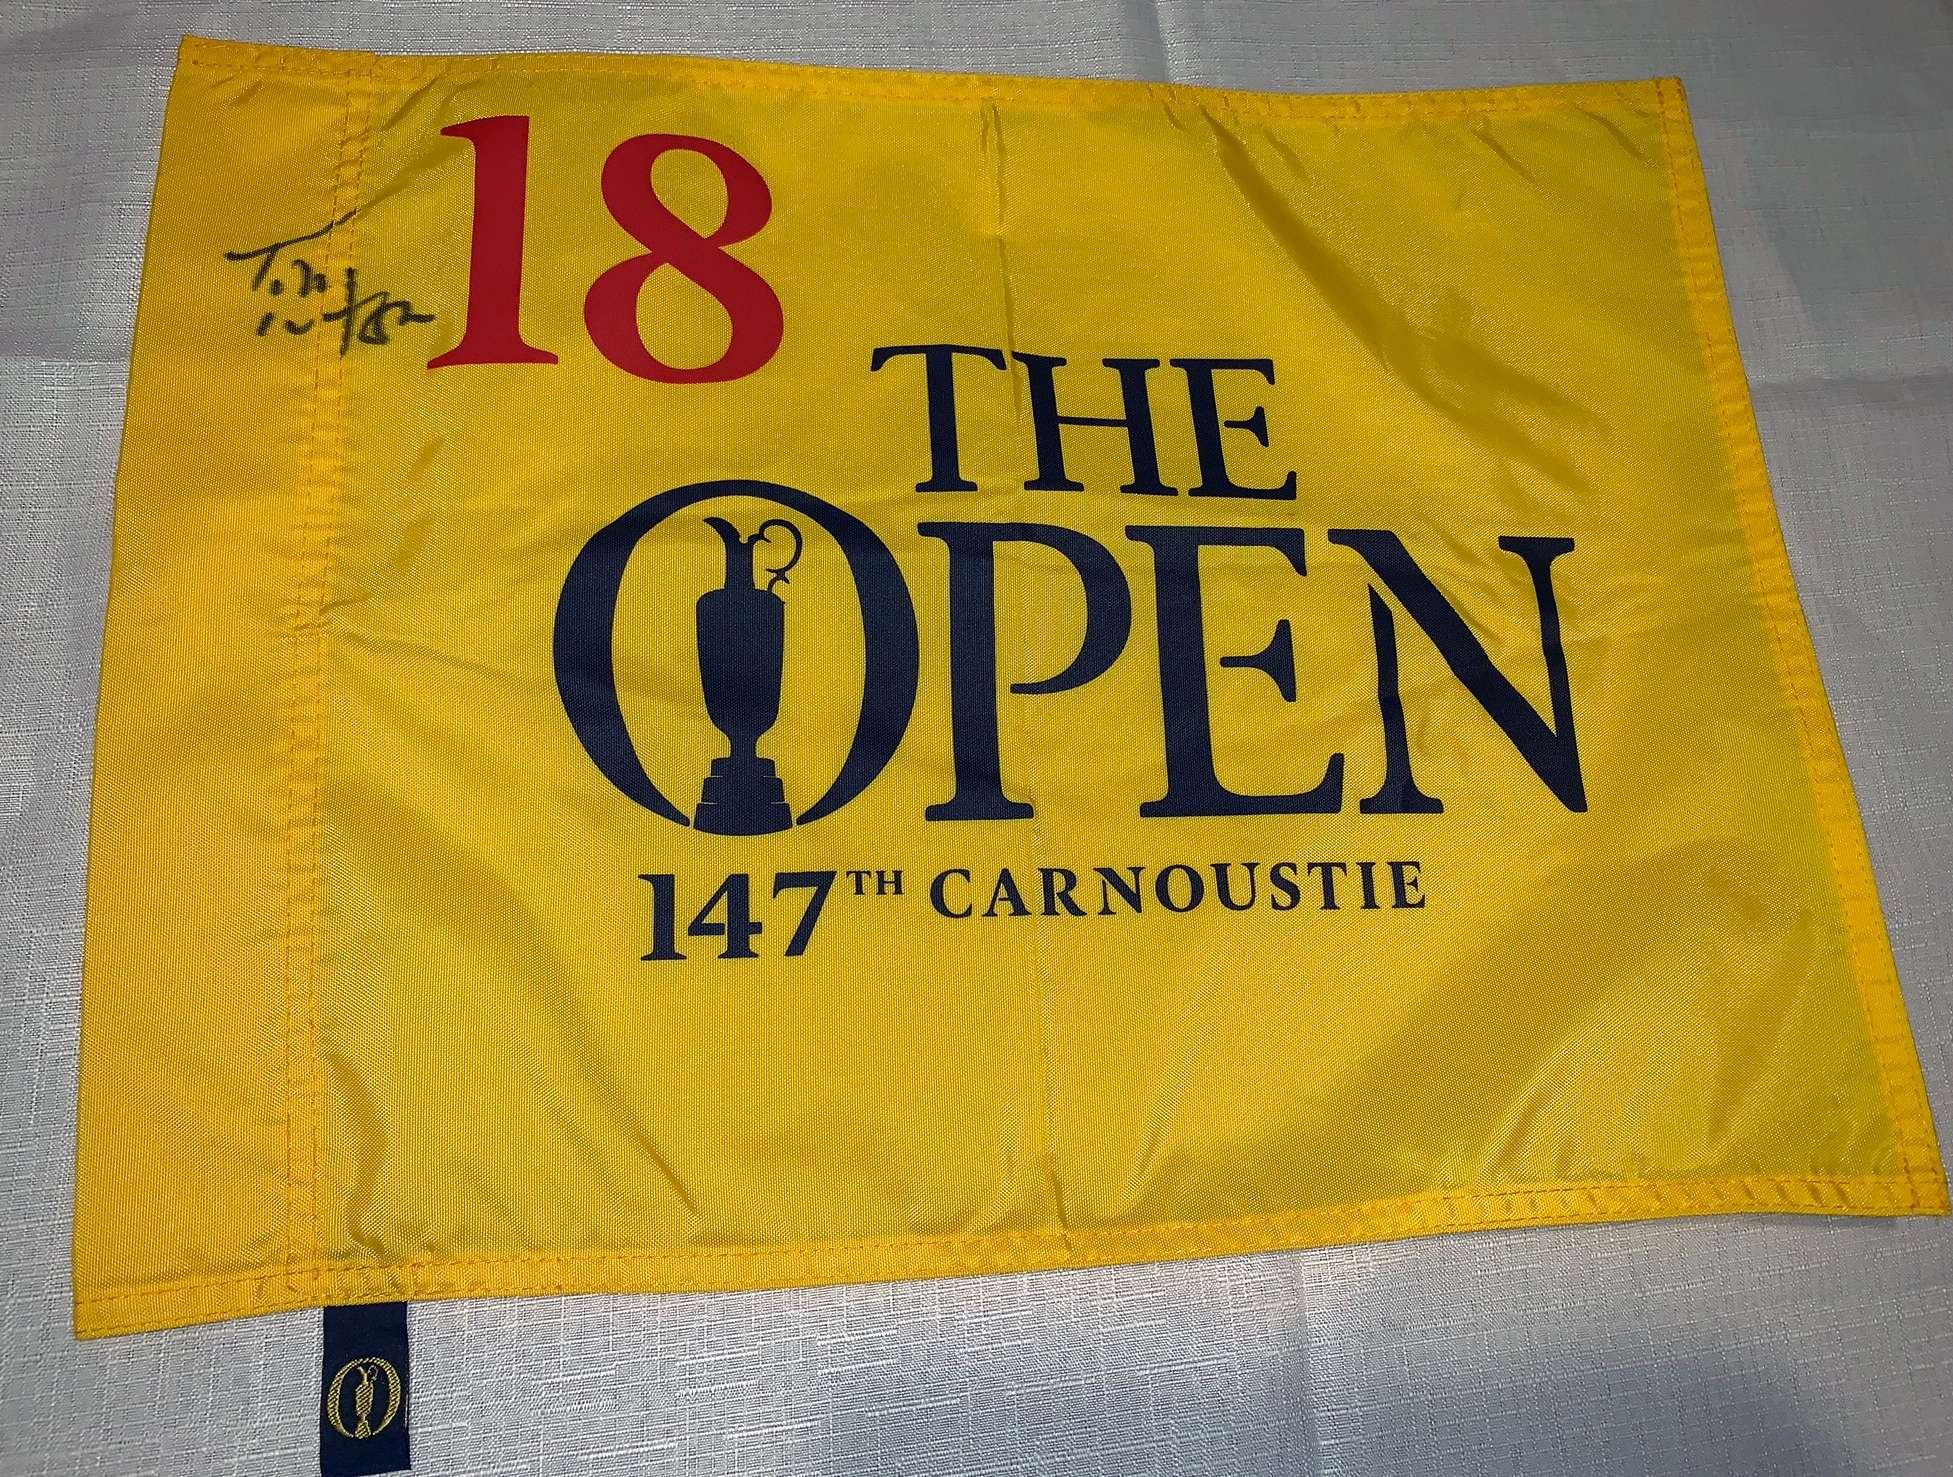 18
THE
OPEN
147TH CARNOUSTIE